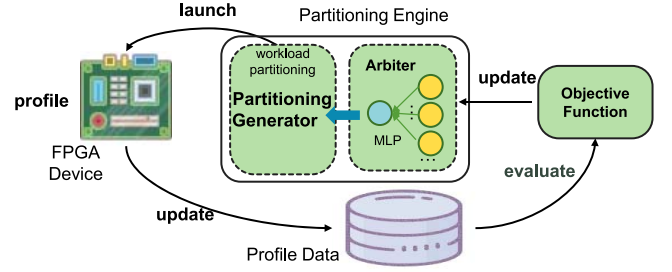 launch
Partitioning Engine
workload
partitioning
Partitioning
Generator
Arbiter
MLP
...
...
update
Objective
Function
profile
FPGA
Device
update
evaluate
Profile Data